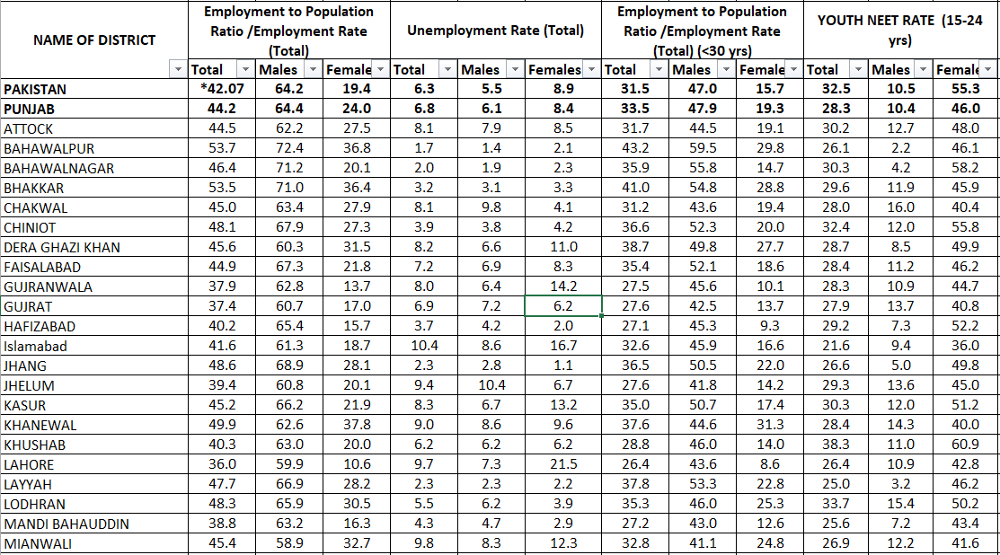 NAME OF DISTRICT
Employment to Population
Ratio /Employment Rate
(Total)
Unemployment Rate (Total)
Employment to Population
Ratio /Employment Rate
(Total) (<30 yrs)
YOUTH NEET RATE (15-24
yrs)
Total Males Female Total Males Females Total Males Female Total Males Female
PAKISTAN *42.07 64.2 19.4 6.3 5.5 8.9 31.5 47.0 15.7 32.5 10.5 55.3
PUNJAB 44.2 64.4 24.0 6.8 6.1 8.4 33.5 47.9 19.3 28.3 10.4 46.0
ATTOCK 44.5 62.2 27.5 8.1 7.9 8.5 31.7 44.5 19.1 30.2 12.7 48.0
BAHAWALPUR 53.7 72.4 36.8 1.7 1.4 2.1 43.2 59.5 29.8 26.1 2.2 46.1
BAHAWALNAGAR 46.4 71.2 20.1 2.0 1.9 2.3 35.9 55.8 14.7 30.3 4.2 58.2
BHAKKAR 53.5 71.0 36.4 3.2 3.1 3.3 41.0 54.8 28.8 29.6 11.9 45.9
CHAKWAL 45.0 63.4 27.9 8.1 9.8 4.1 31.2 43.6 19.4 28.0 16.0 40.4
CHINIOT 48.1 67.9 27.3 3.9 3.8 4.2 36.6 52.3 20.0 32.4 12.0 55.8
DERA GHAZI KHAN 45.6 60.3 31.5 8.2 6.6 11.0 38.7 49.8 27.7 28.7 8.5 49.9
FAISALABAD 44.9 67.3 21.8 7.2 6.9 8.3 35.4 52.1 18.6 28.4 11.2 46.2
GUJRANWALA 37.9 62.8 13.7 8.0 6.4 14.2 27.5 45.6 10.1 28.3 10.9 44.7
GUJRAT 37.4 60.7 17.0 6.9 7.2 6.2 27.6 42.5 13.7 27.9 13.7 40.8
HAFIZABAD 40.2 65.4 15.7 3.7 4.2 2.0 27.1 45.3 9.3 29.2 7.3 52.2
Islamabad 41.6 61.3 18.7 10.4 8.6 16.7 32.6 45.9 16.6 21.6 9.4 36.0
JHANG 48.6 68.9 28.1 2.3 2.8 1.1 36.5 50.5 22.0 26.6 5.0 49.8
JHELUM 39.4 60.8 20.1 9.4 10.4 6.7 27.6 41.8 14.2 29.3 13.6 45.0
KASUR 45.2 66.2 21.9 8.3 6.7 13.2 35.0 50.7 17.4 30.3 12.0 51.2
KHANEWAL 49.9 62.6 37.8 9.0 8.6 9.6 37.6 44.6 31.3 28.4 14.3 40.0
KHUSHAB 40.3 63.0 20.0 6.2 6.2 6.2 28.8 46.0 14.0 38.3 11.0 60.9
LAHORE 36.0 59.9 10.6 9.7 7.3 21.5 26.4 43.6 8.6 26.4 10.9 42.8
LAYYAH 47.7 66.9 28.2 2.3 2.3 2.2 37.8 53.3 22.8 25.0 3.2 46.2
LODHRAN 48.3 65.9 30.5 5.5 6.2 3.9 35.3 46.0 25.3 33.7 15.4 50.2
MANDI BAHAUDDIN 38.8 63.2 16.3 4.3 4.7 2.9 27.2 43.0 12.6 25.6 7.2 43.4
MIANWALI 45.4 58.9 32.7 9.8 8.3 12.3 32.8 41.1 24.8 26.9 12.2 41.6